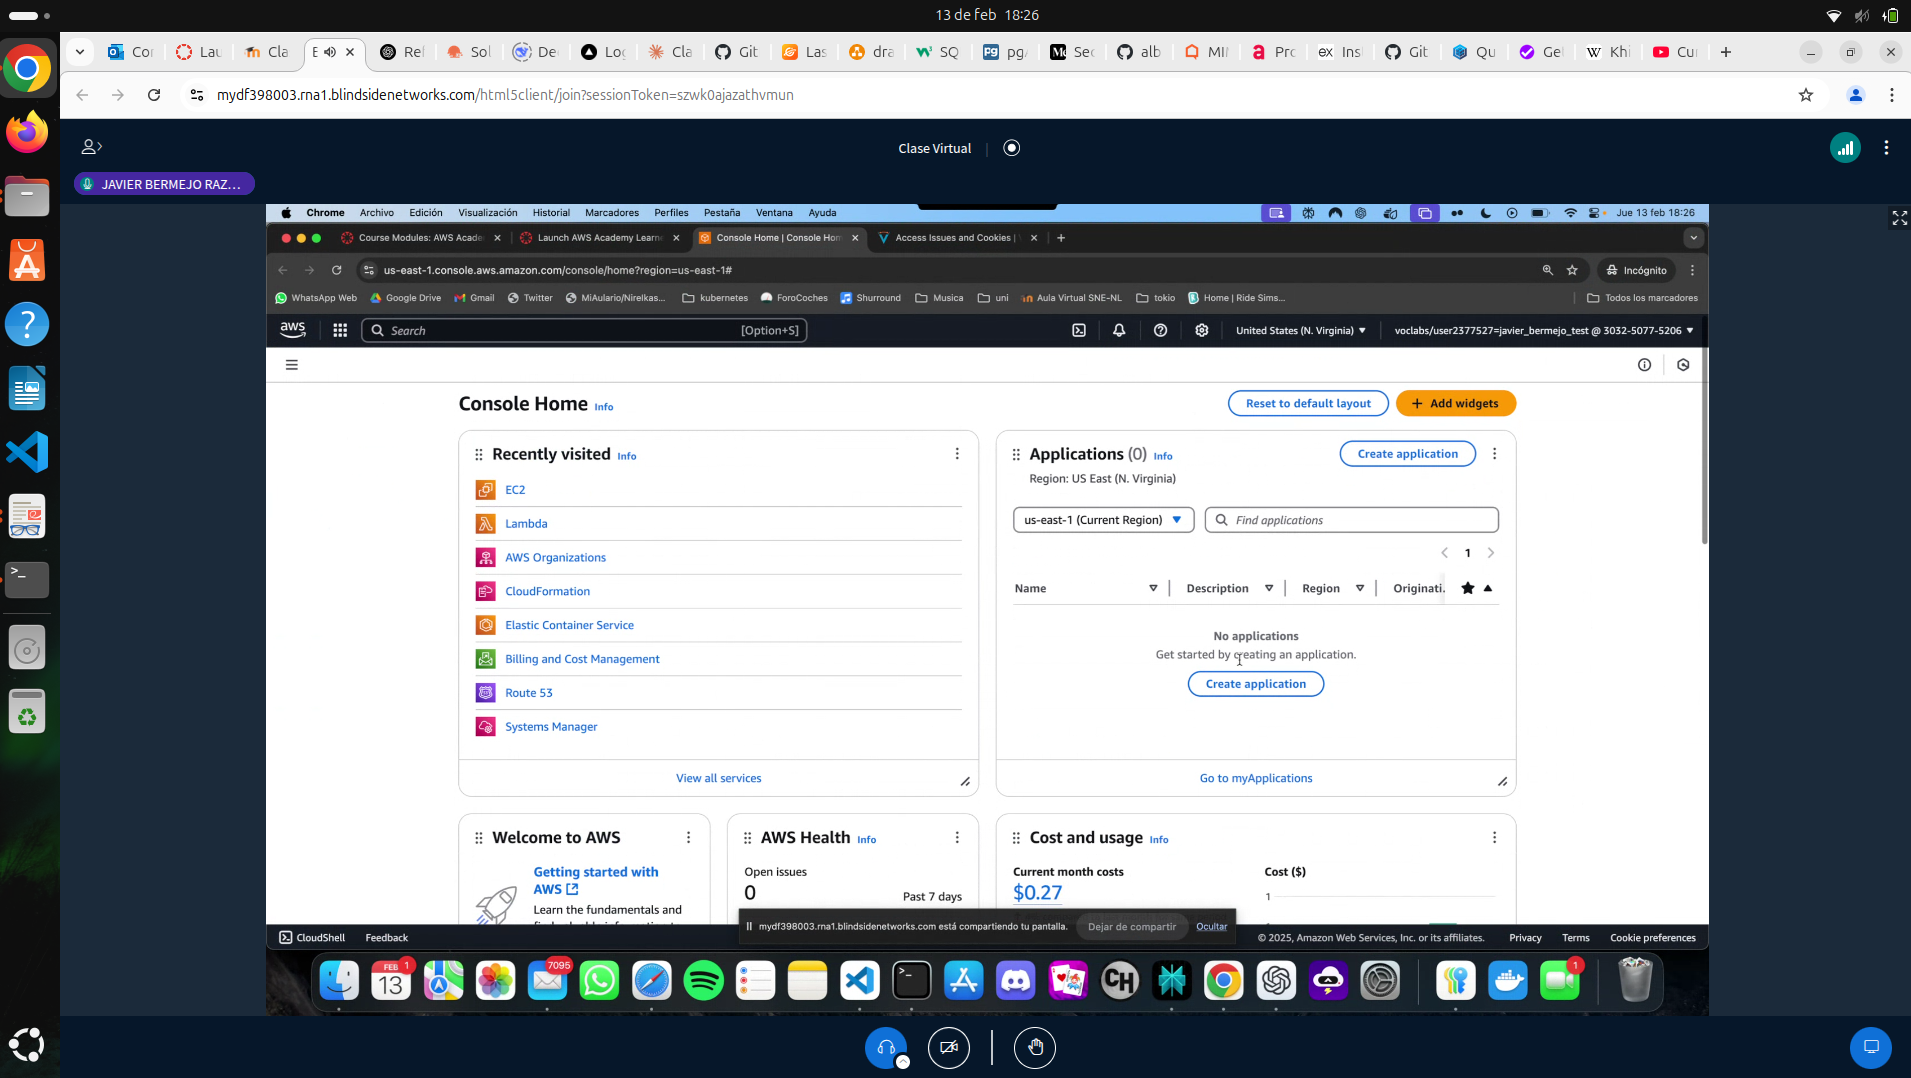 13 de feb 18:26
Cor
Lau
Cla
E
Ref
Sol
De
Log
Cla
Git
Las
dra
SQ
pgA
Sec
alb
MI
Pro
Ins
Git
Qu
Gel
Khi
Cur
mydf398003.rna1.blindsidenetworks.com/html5client/join?sessionToken=szwk0ajazathvmun
Clase Virtual
JAVIER BERMEJO RAZ...
Chrome Archivo Edición Visualización Historial Marcadores Perfiles Pestaña Ventana Ayuda
Jue 13 feb 18:26
Course Modules: AWS Acade
Launch AWS Academy Learne
Console Home | Console Hom
Access Issues and Cookies |
us-east-1.console.aws.amazon.com/console/home?region=us-east-1#
Incógnito
WhatsApp Web Google Drive Gmail Twitter MiAulario/Nirelkas... kubernetes ForoCoches Shurround Musica uni Aula Virtual SNE-NL tokio Home | Ride Sims...
Todos los marcadores
aws
Search
[Option+S]
United States (N. Virginia)
voclabs/user2377527=javier_bermejo_test @ 3032-5077-5206
Console Home Info
Reset to default layout
Add widgets
Recently visited Info
EC2
Lambda
AWS Organizations
CloudFormation
Elastic Container Service
Billing and Cost Management
Route 53
Systems Manager
View all services
Applications (0) Info
Create application
Region: US East (N. Virginia)
us-east-1 (Current Region)
Find applications
1
Name Description Region Originati.
No applications
Get started by creating an application.
Create application
Go to myApplications
Welcome to AWS
Getting started with
AWS
Learn the fundamentals and
AWS Health Info
Open issues
0
Past 7 days
Cost and usage Info
Current month costs
$0.27
Cost ($)
1
mydf398003.rna1.blindsidenetworks.com está compartiendo tu pantalla.
Dejar de compartir
Ocultar
CloudShell
Feedback
© 2025, Amazon Web Services, Inc. or its affiliates.
Privacy
Terms
Cookie preferences
FEB
13
1
7095
CH
1